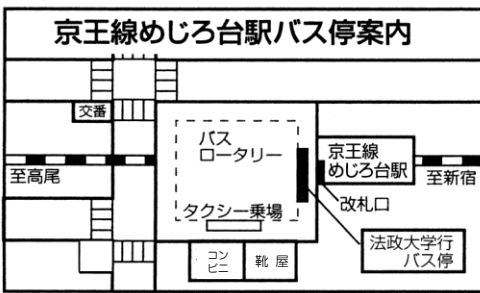 京王線めじろ台駅バス停案内
交番
バス
ロータリー
京王線
めじろ台駅
至高尾
至新宿
改札口
タクシー乗場
法政大学行
バス停
コン
ビニ
靴屋